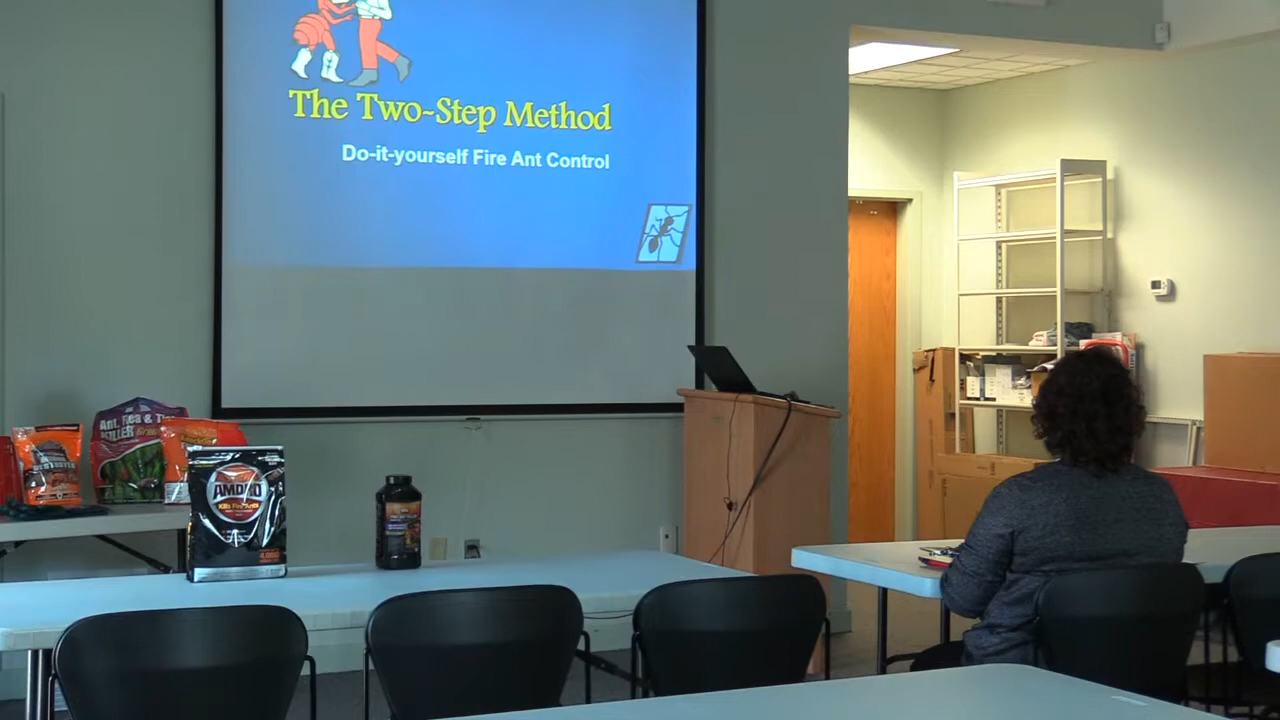 The Two-Step Method
Do-it-yourself Fire Ant Control
Ant, Flea & Tick
KILLER
AMDRO
Kills Fire Ants